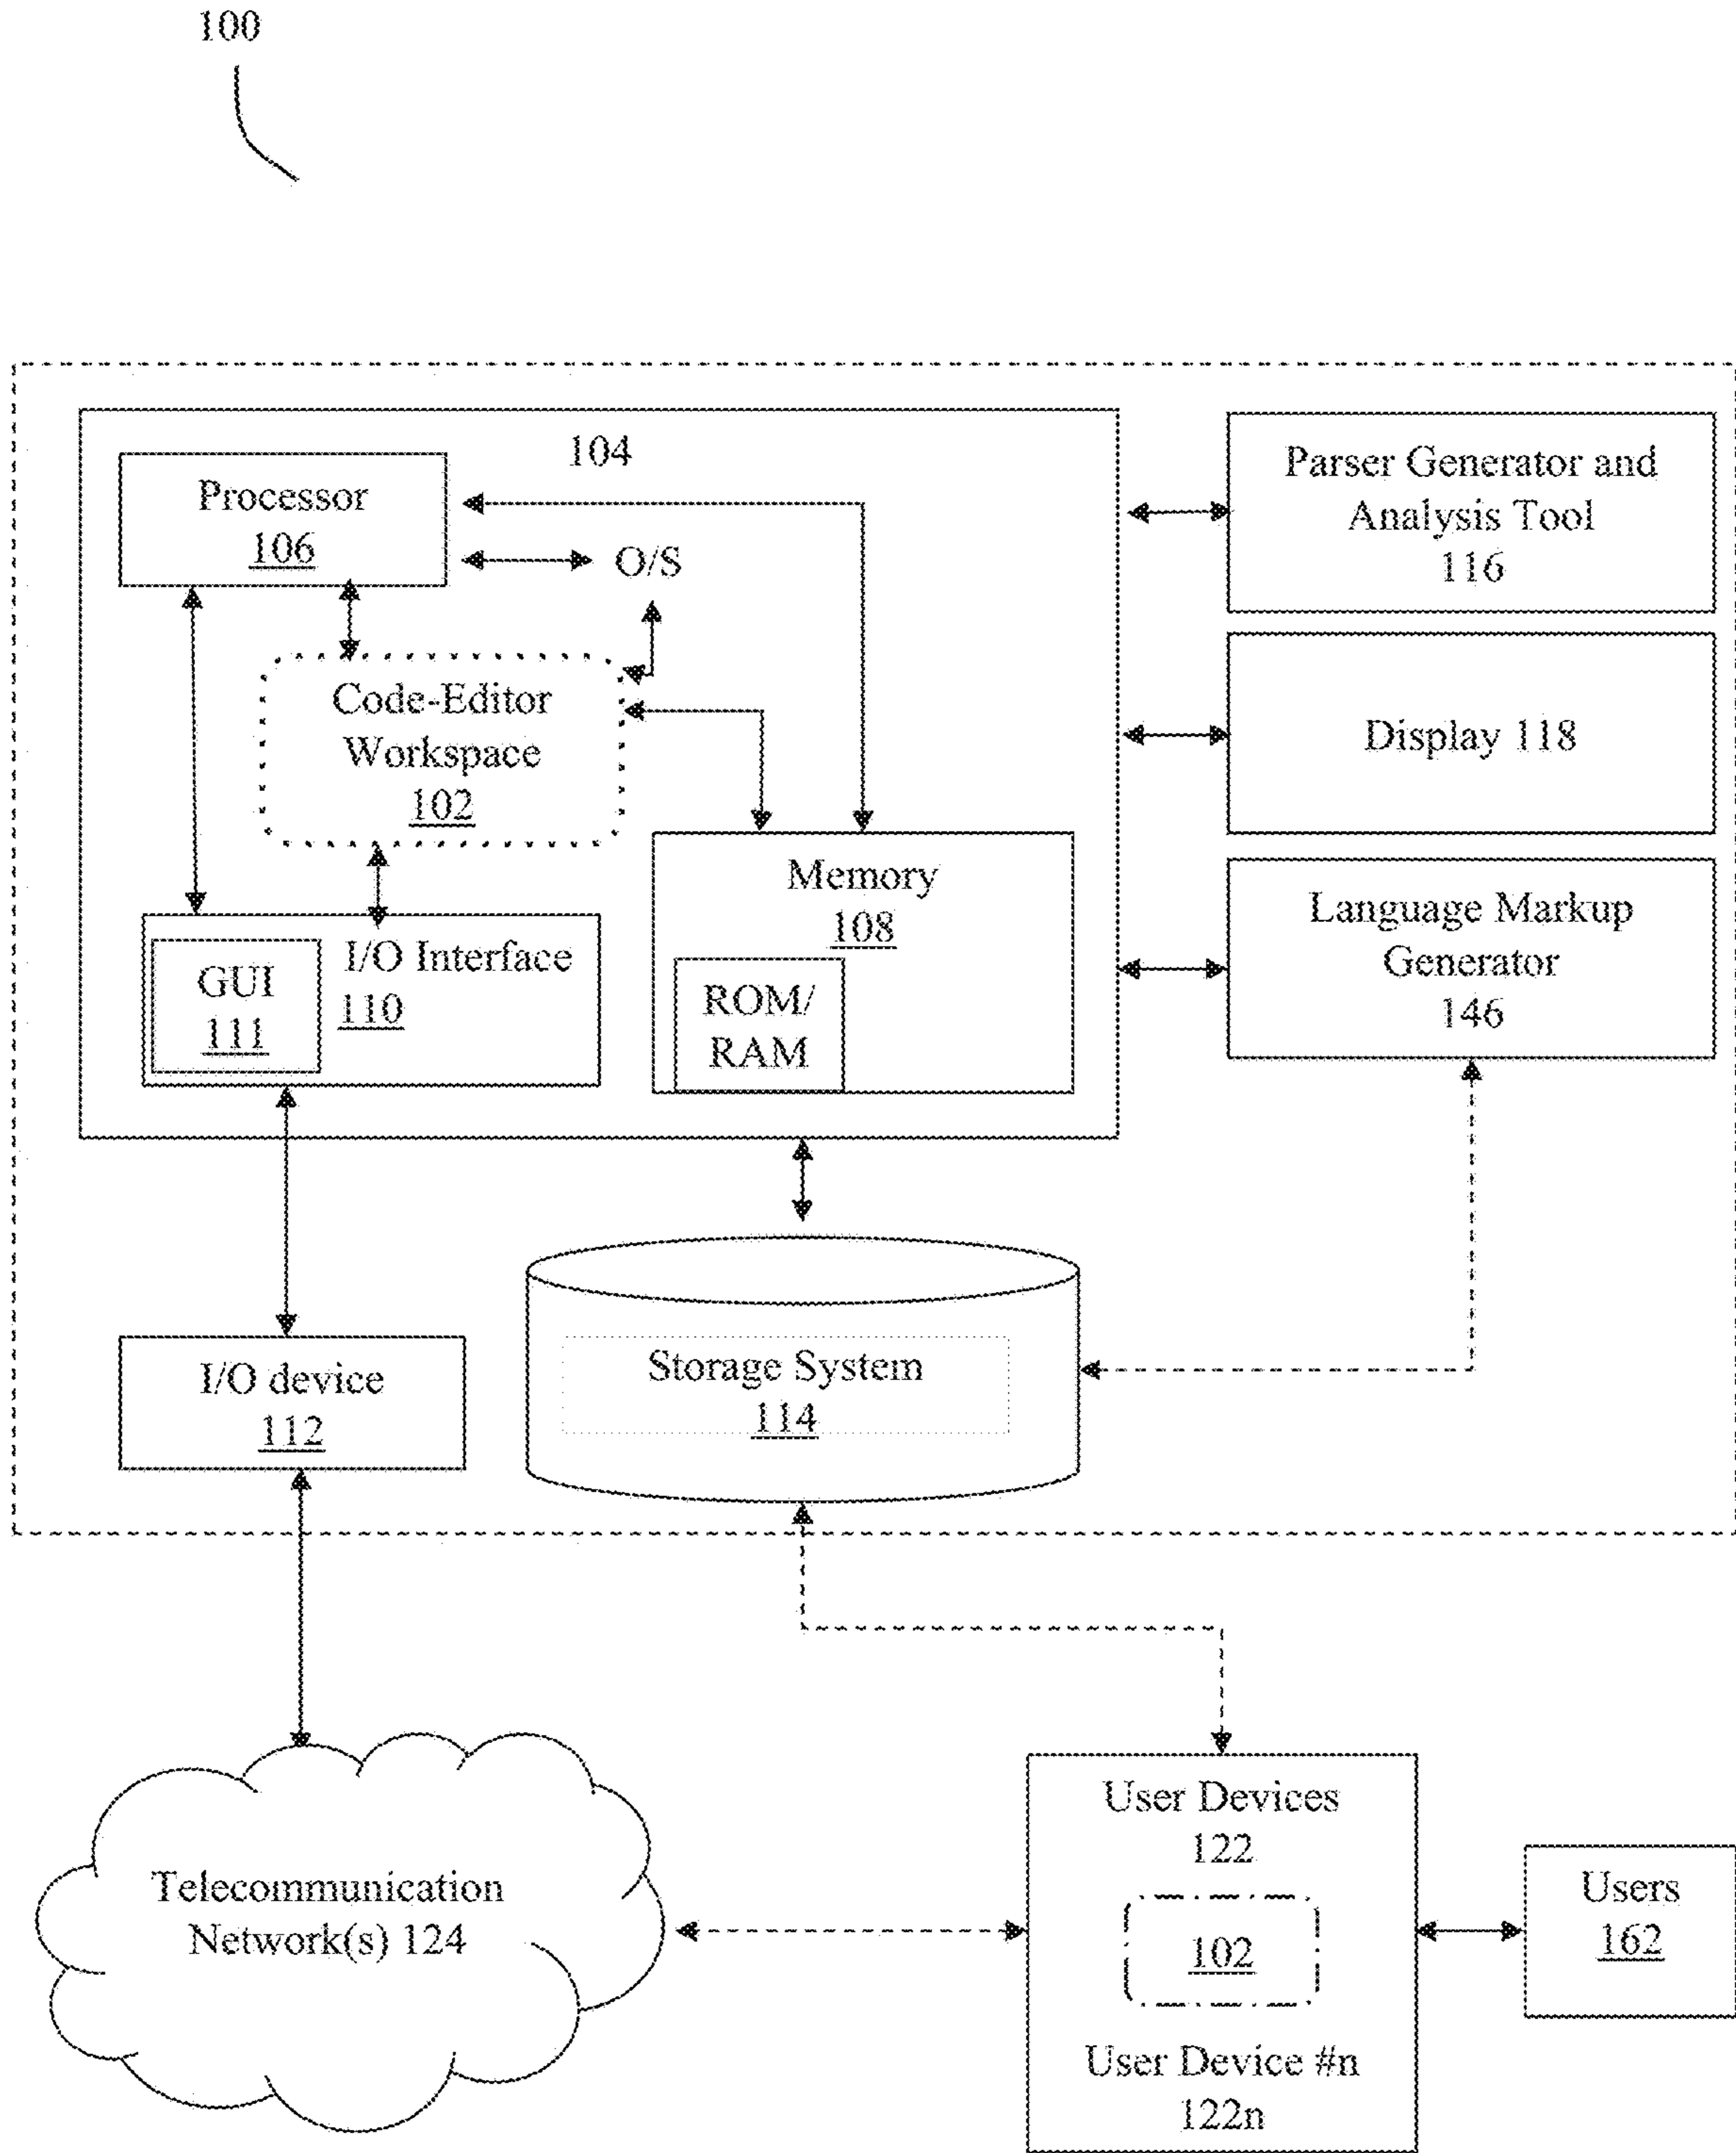 100
104
Processor
106
O/S
Code-Editor
Workspace
102
Memory
108
ROM/
RAM
I/O Interface
110
GUI
111
Parser Generator and
Analysis Tool
116
Display 118
Language Markup
Generator
146
I/O device
112
Storage System
114
Telecommunication
Network(s) 124
User Devices
122
102
User Device #n
122n
Users
162